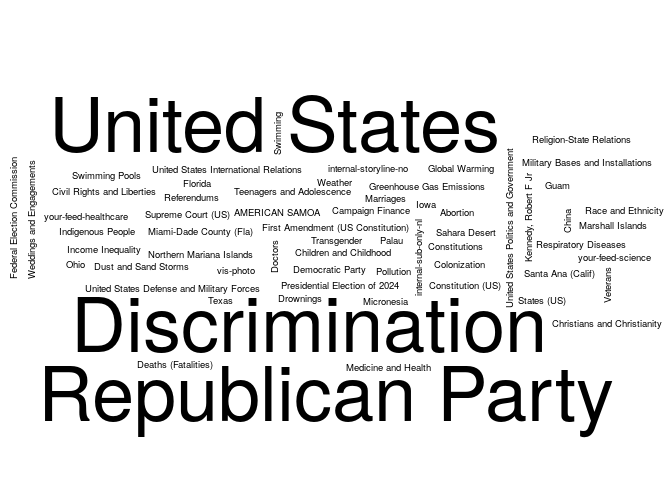 United States
Swimming
Religion-State Relations
Federal Election Commission
Weddings and Engagements
United States Politics and Government
Military Bases and Installations
Swimming Pools
United States International Relations
internal-storyline-no
Global Warming
Kennedy, Robert F Jr
Florida
Weather
Civil Rights and Liberties
Teenagers and Adolescence
Greenhouse Gas Emissions
Guam
Referendums
Marriages
your-feed-healthcare
Supreme Court (US)
AMERICAN SAMOA
Campaign Finance
Iowa
Abortion
China
Race and Ethnicity
Indigenous People
Miami-Dade County (Fla)
First Amendment (US Constitution)
internal-sub-only-nl
Sahara Desert
Marshall Islands
Transgender
Palau
Constitutions
Respiratory Diseases
Income Inequality
Northern Mariana Islands
Doctors
Children and Childhood
your-feed-science
Ohio
Dust and Sand Storms
vis-photo
Democratic Party
Pollution
Colonization
Santa Ana (Calif)
Veterans
United States Defense and Military Forces
Presidential Election of 2024
Constitution (US)
Texas
Drownings
Micronesia
States (US)
Discrimination
Christians and Christianity
Deaths (Fatalities)
Medicine and Health
Republican Party